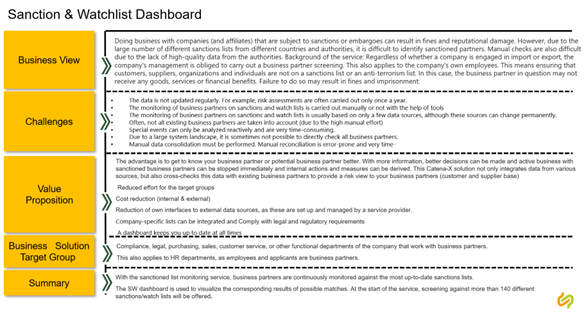 Sanction & Watchlist Dashboard
Business View
Doing business with companies (and affiliates) that are subject to sanctions or embargoes can result in fines and reputational damage. However, due to the
large number of different sanctions lists from different countries and authorities, it is difficult to identify sanctioned partners. Manual checks are also difficult
due to the lack of high-quality data from the authorities. Background of the service: Regardless of whether a company is engaged in import or export, the
company's management is obliged to carry out a business partner screening. This also applies to the company's own employees. This means ensuring that
customers, suppliers, organizations and individuals are not on a sanctions list or an anti-terrorism list. In this case, the business partner in question may not
receive any goods, services or financial benefits. Failure to do so may result in fines and imprisonment.
Challenges
• The data is not updated regularly. For example, risk assessments are often carried out only once a year.
• The monitoring of business partners on sanctions and watch lists is carried out manually or not with the help of tools
• The monitoring of business partners on sanctions and watch lists is usually based on only a few data sources, although these sources can change permanently.
• Often, not all existing business partners are taken into account (due to the high manual effort)
• Special events can only be analyzed reactively and are very time-consuming.
• Due to a large system landscape, it is sometimes not possible to directly check all business partners.
• Manual data consolidation must be performed. Manual reconciliation is error prone and very time-
Value
Proposition
The advantage is to get to know your business partner or potential business partner better. With more information, better decisions can be made and active business with
sanctioned business partners can be stopped immediately and internal actions and measures can be derived. This Catena-X solution not only integrates data from various
sources, but also cross-checks this data with existing business partners to provide a risk view to your business partners (customer and supplier base)
Reduced effort for the target groups
Cost reduction (internal & external)
Reduction of own interfaces to external data sources, as these are set up and managed by a service provider.
Company-specific lists can be integrated and Comply with legal and regulatory requirements
A dashboard keeps you up to date at all times
Business Solution
Target Group
Compliance, legal, purchasing, sales, customer service, or other functional departments of the company that work with business partners.
This also applies to HR departments, as employees and applicants are business partners.
Summary
With the sanctioned list monitoring service, business partners are continuously monitored against the most up-to-date sanctions lists.
The SW dashboard is used to visualize the corresponding results of possible matches. At the start of the service, screening against more than 140 different
sanctions/watch lists will be offered.